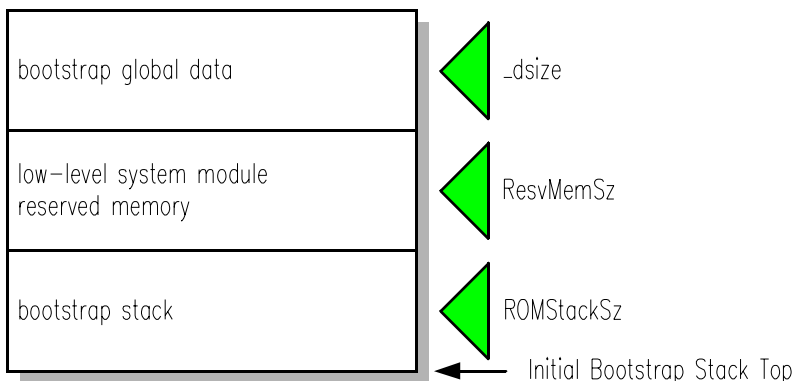 bootstrap global data
_dsize
low-level system module
reserved memory
ResvMemSz
bootstrap stack
ROMStackSz
Initial Bootstrap Stack Top